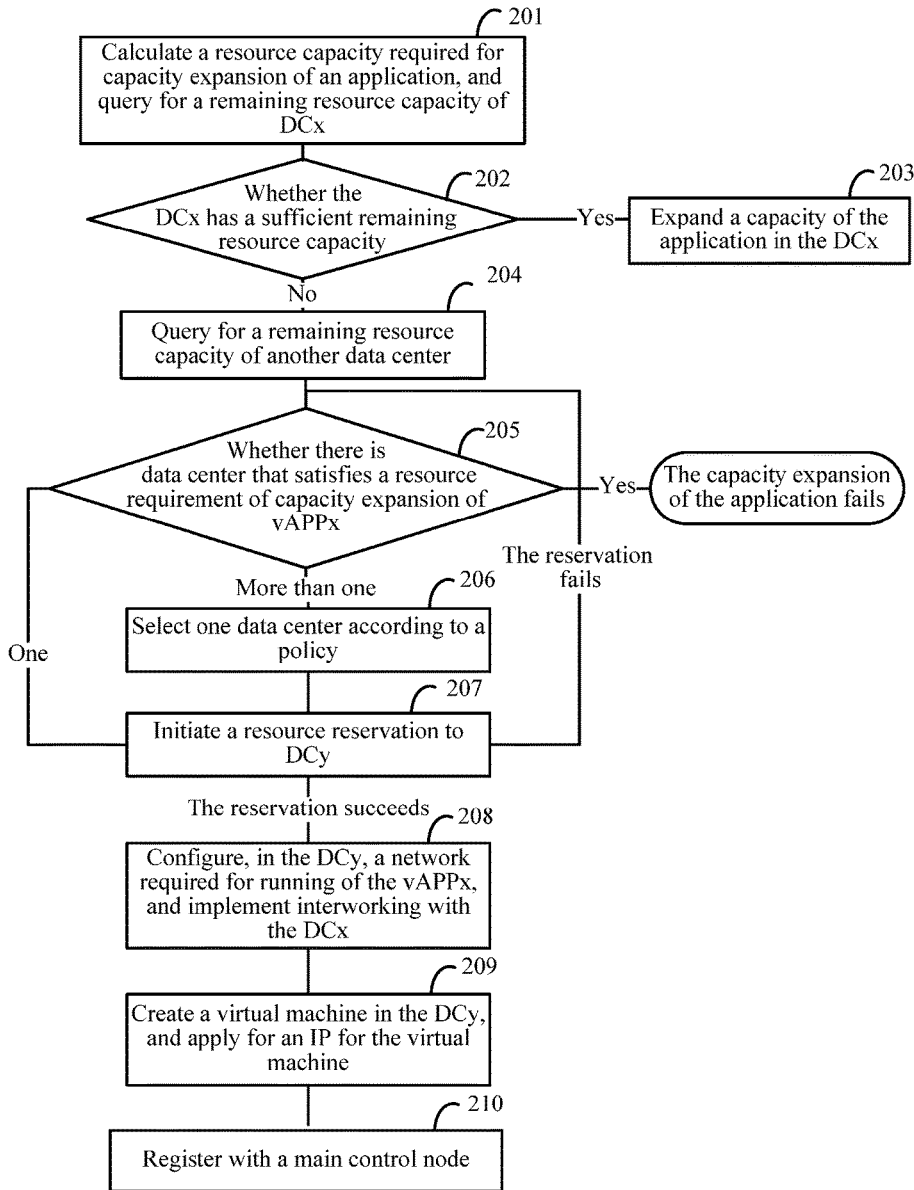 201
Calculate a resource capacity required for
capacity expansion of an application, and
query for a remaining resource capacity of
DCx
202
Whether the
DCx has a sufficient remaining
resource capacity
Yes
203
Expand a capacity of the
application in the DCx
No
204
Query for a remaining resource
capacity of another data center
205
Whether there is
data center that satisfies a resource
requirement of capacity expansion of
vAPPx
Yes
The capacity expansion
of the application fails
The reservation
fails
More than one
206
Select one data center according to a
policy
One
207
Initiate a resource reservation to
DCy
The reservation succeeds
208
Configure, in the DCy, a network
required for running of the vAPPx,
and implement interworking with
the DCx
209
Create a virtual machine in the DCy,
and apply for an IP for the virtual
machine
210
Register with a main control node